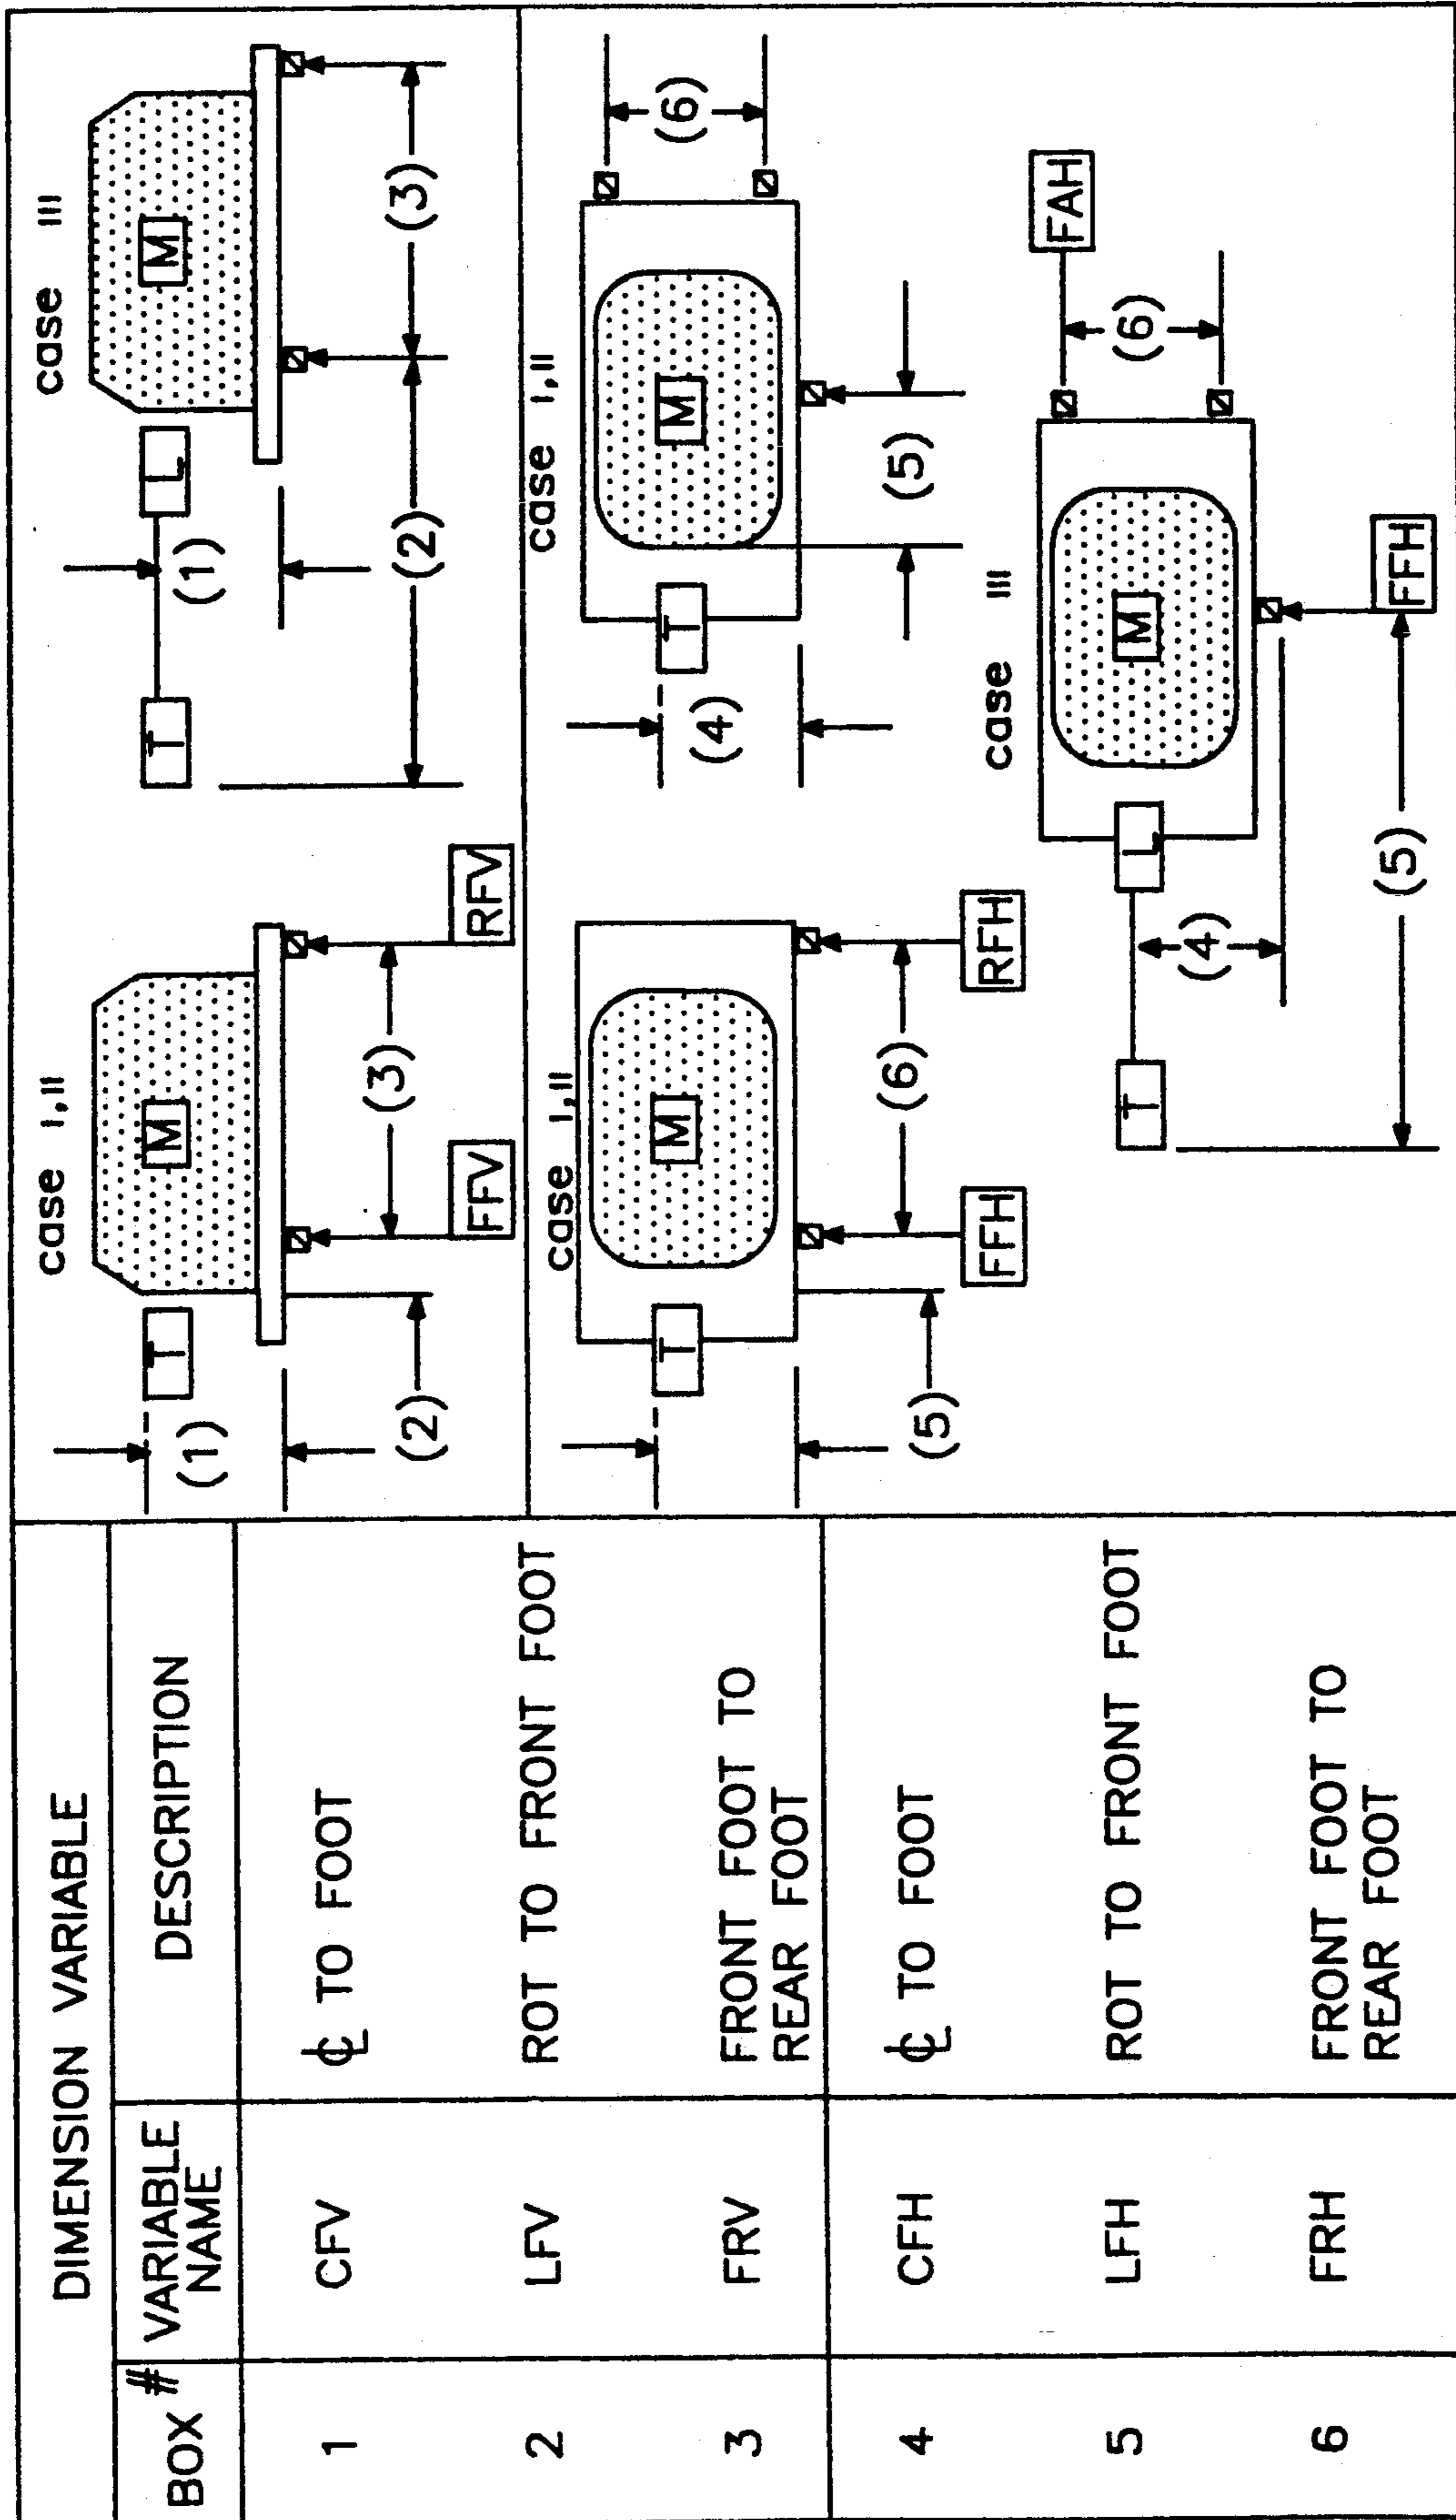 DIMENSION VARIABLE
BOX # VARIABLE NAME DESCRIPTION
1 CFV ℄ TO FOOT
2 LFV ROT TO FRONT FOOT
3 FRV FRONT FOOT TO
REAR FOOT
4 CFH ℄ TO FOOT
5 LFH ROT TO FRONT FOOT
6 FRH FRONT FOOT TO
REAR FOOT
case I,II
T
M
(1)
(2)
(3)
FFV
RFV
case III
T
L
M
(1)
(2)
(3)
case I,II
T
M
(5)
(6)
FFH
RFH
case I,II
T
M
(4)
(5)
(6)
case III
T
L
M
(4)
(5)
(6)
FAH
FFH